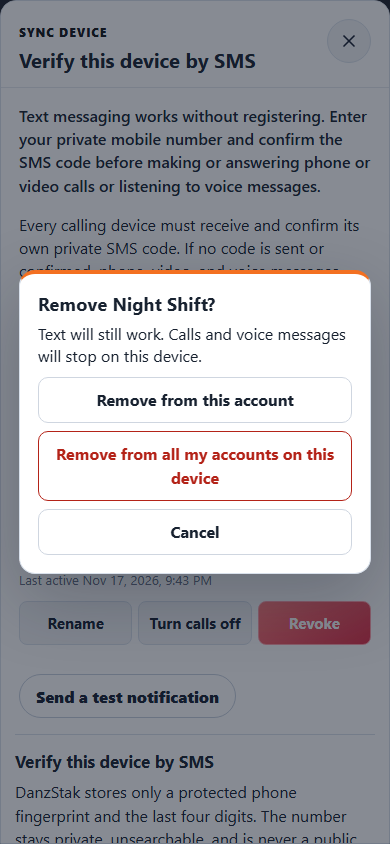 SYNC DEVICE
Verify this device by SMS
Text messaging works without registering. Enter
your private mobile number and confirm the
SMS code before making or answering phone or
video calls or listening to voice messages.
Every calling device must receive and confirm its
own private SMS code. If no code is sent or
confirmed, phone, video, and voice messages
Remove Night Shift?
Text will still work. Calls and voice messages
will stop on this device.
Remove from this account
Remove from all my accounts on this
device
Cancel
Last active Nov 17, 2026, 9:43 PM
Rename
Turn calls off
Revoke
Send a test notification
Verify this device by SMS
DanzStak stores only a protected phone
fingerprint and the last four digits. The number
stays private, unsearchable, and is never a public